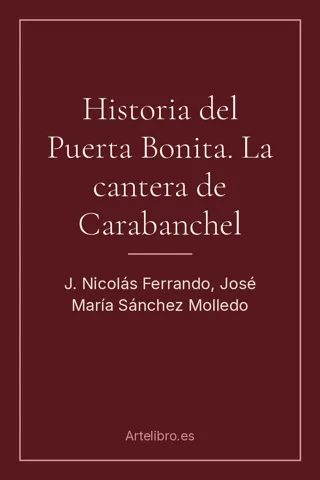 Historia del
Puerta Bonita. La
cantera de
Carabanchel
J. Nicolás Ferrando, José
María Sánchez Molledo
Artelibro.es